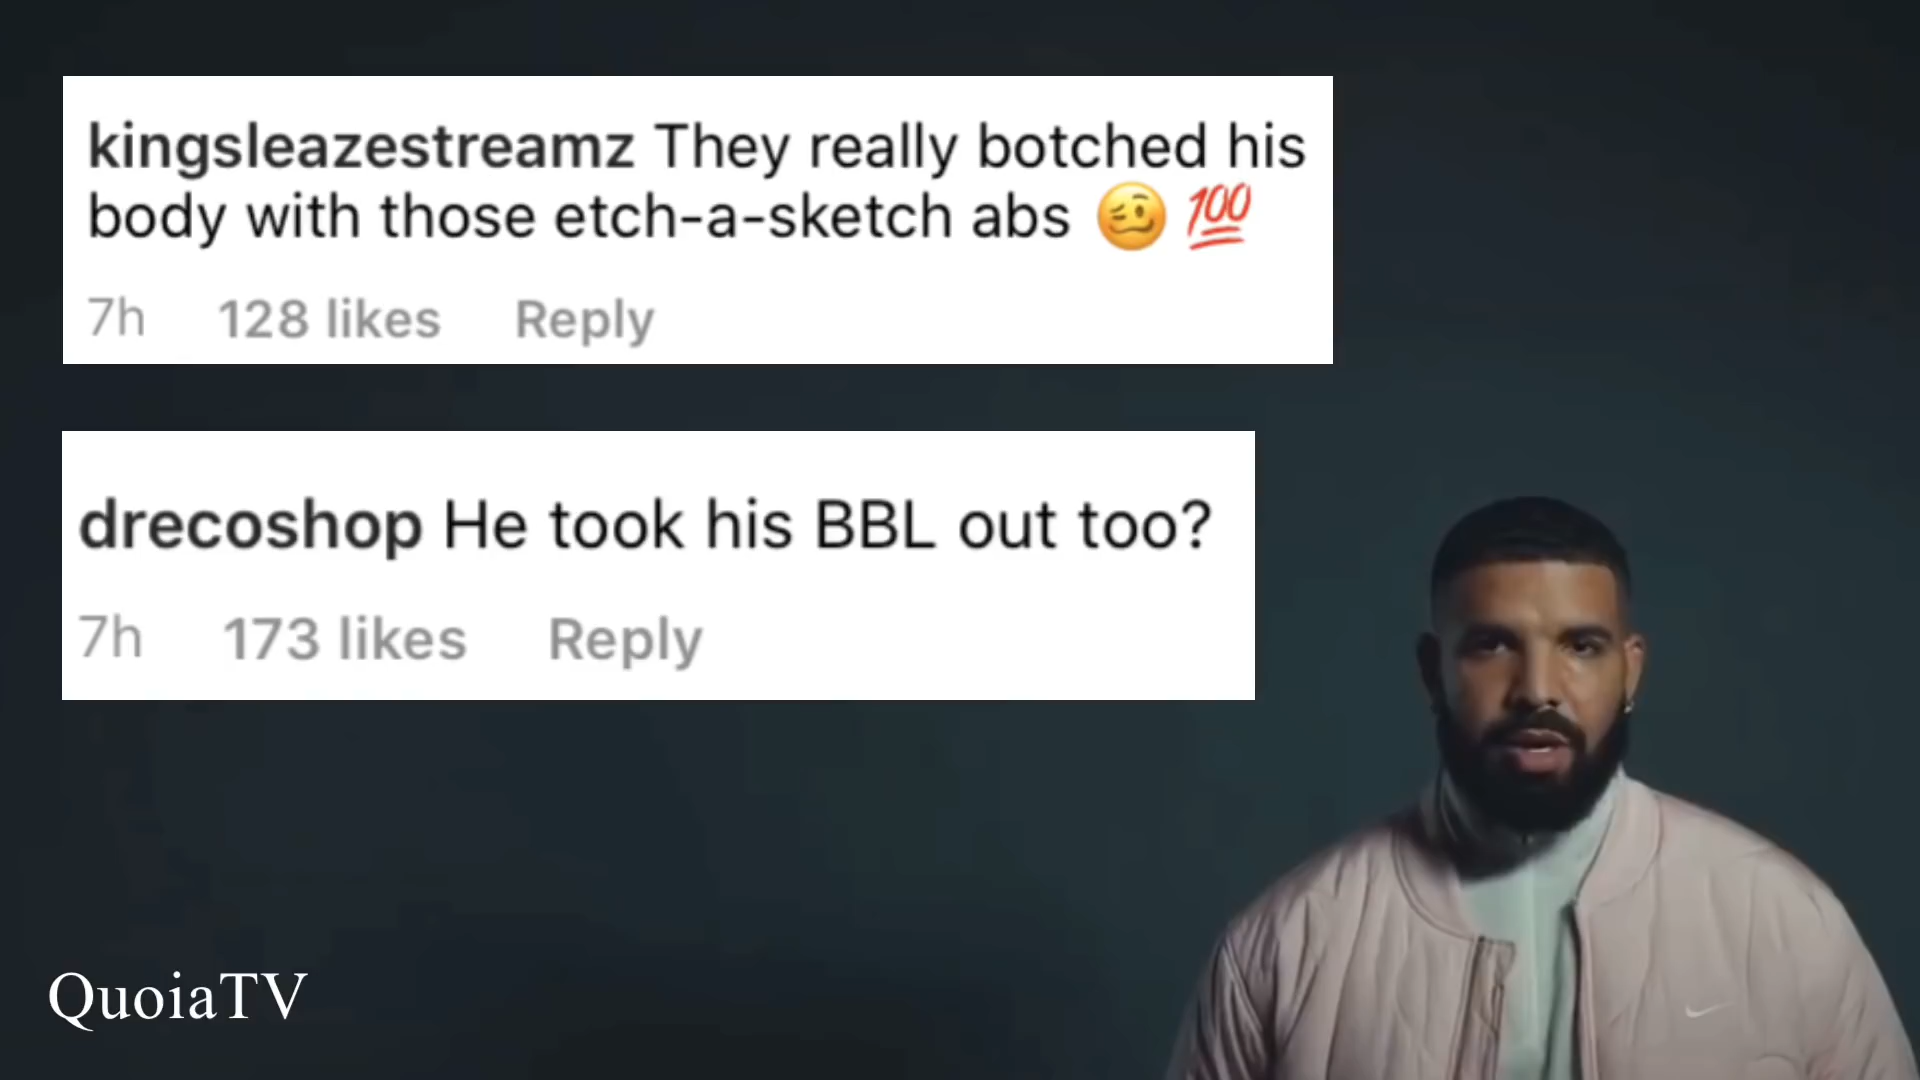 kingsleazestreamz They really botched his
body with those etch-a-sketch abs 🥴 💯
7h 128 likes Reply
drecoshop He took his BBL out too?
7h 173 likes Reply
QuoiaTV